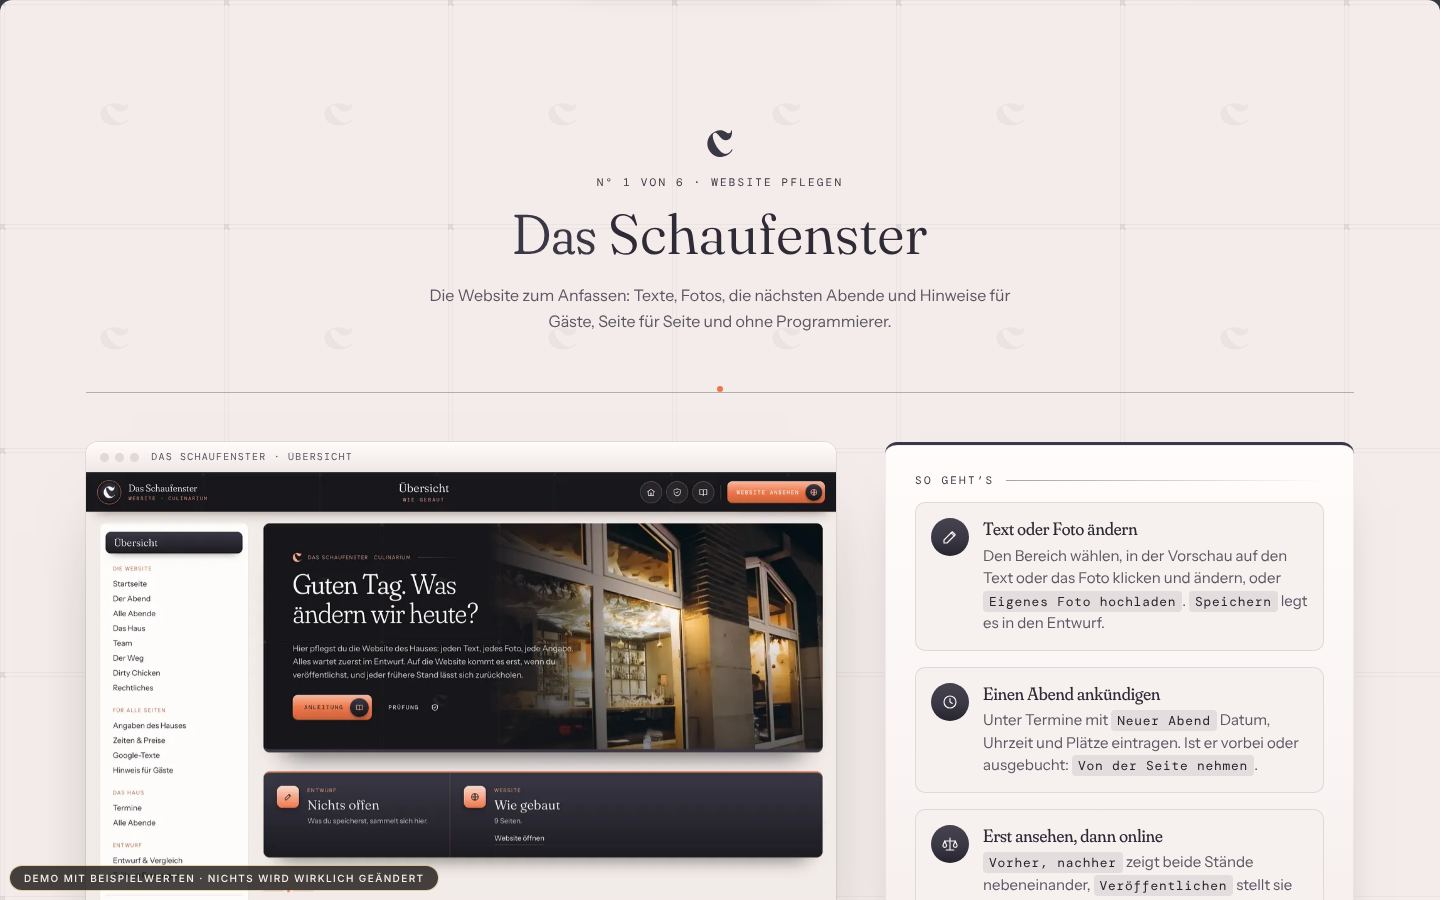 N° 1 VON 6 · WEBSITE PFLEGEN
Das Schaufenster
Die Website zum Anfassen: Texte, Fotos, die nächsten Abende und Hinweise für
Gäste, Seite für Seite und ohne Programmierer.
DAS SCHAUFENSTER · ÜBERSICHT
Das Schaufenster
WEBSITE · CULINARIUM
Übersicht
WIE GEBAUT
WEBSITE ANSEHEN
Übersicht
DIE WEBSITE
Startseite
Der Abend
Alle Abende
Das Haus
Team
Der Weg
Dirty Chicken
Rechtliches
FÜR ALLE SEITEN
Angaben des Hauses
Zeiten & Preise
Google-Texte
Hinweis für Gäste
DAS HAUS
Termine
Alle Abende
ENTWURF
Entwurf & Vergleich
DAS SCHAUFENSTER CULINARIUM
Guten Tag. Was
ändern wir heute?
Hier pflegst du die Website des Hauses: jeden Text, jedes Foto, jede Angabe.
Alles wartet zuerst im Entwurf. Auf die Website kommt es erst, wenn du
veröffentlichst, und jeder frühere Stand lässt sich zurückholen.
ANLEITUNG
PRÜFUNG
ENTWURF
Nichts offen
Was du speicherst, sammelt sich hier.
WEBSITE
Wie gebaut
9 Seiten.
Website öffnen
SO GEHT'S
Text oder Foto ändern
Den Bereich wählen, in der Vorschau auf den
Text oder das Foto klicken und ändern, oder
Eigenes Foto hochladen. Speichern legt
es in den Entwurf.
Einen Abend ankündigen
Unter Termine mit Neuer Abend Datum,
Uhrzeit und Plätze eintragen. Ist er vorbei oder
ausgebucht: Von der Seite nehmen.
Erst ansehen, dann online
Vorher, nachher zeigt beide Stände
nebeneinander, Veröffentlichen stellt sie
DEMO MIT BEISPIELWERTEN · NICHTS WIRD WIRKLICH GEÄNDERT